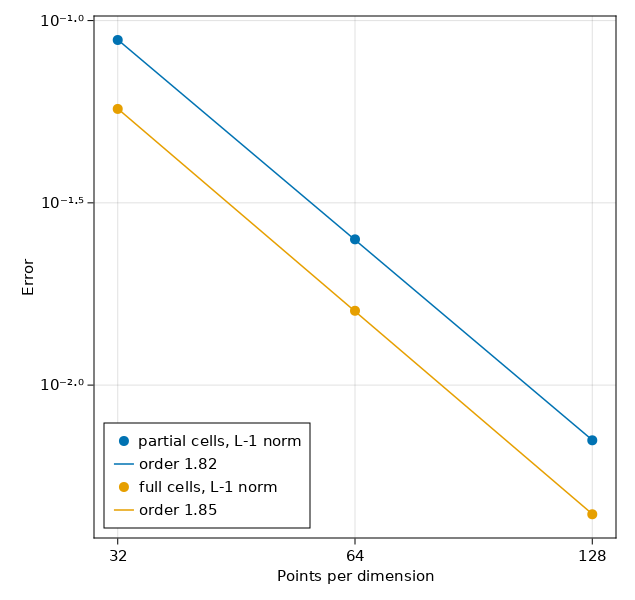 10⁻¹·⁰
10⁻¹·⁵
10⁻²·⁰
Error
partial cells, L-1 norm
order 1.82
full cells, L-1 norm
order 1.85
32
64
128
Points per dimension